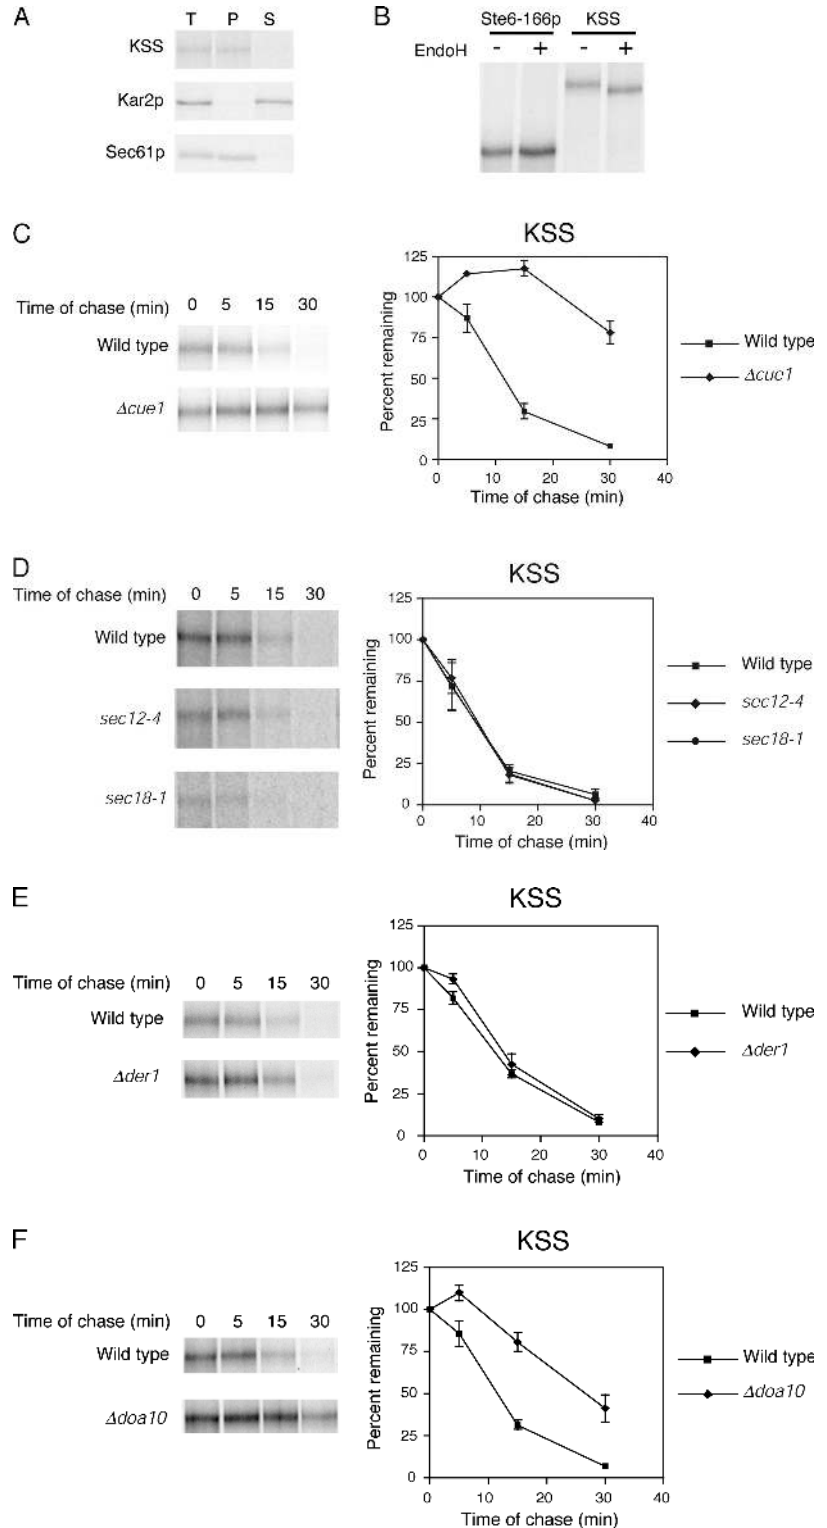 A
T P S
KSS
Kar2p
Sec61p
B
Ste6-166p KSS
EndoH - + - +
C
KSS
Time of chase (min) 0 5 15 30
Wild type
Δcue1
Percent remaining
125
100
75
50
25
0
0 10 20 30 40
Time of chase (min)
Wild type
Δcue1
D
KSS
Time of chase (min) 0 5 15 30
Wild type
sec12-4
sec18-1
Percent remaining
125
100
75
50
25
0
0 10 20 30 40
Time of chase (min)
Wild type
sec12-4
sec18-1
E
KSS
Time of chase (min) 0 5 15 30
Wild type
Δder1
Percent remaining
125
100
75
50
25
0
0 10 20 30 40
Time of chase (min)
Wild type
Δder1
F
KSS
Time of chase (min) 0 5 15 30
Wild type
Δdoa10
Percent remaining
125
100
75
50
25
0
0 10 20 30 40
Time of chase (min)
Wild type
Δdoa10